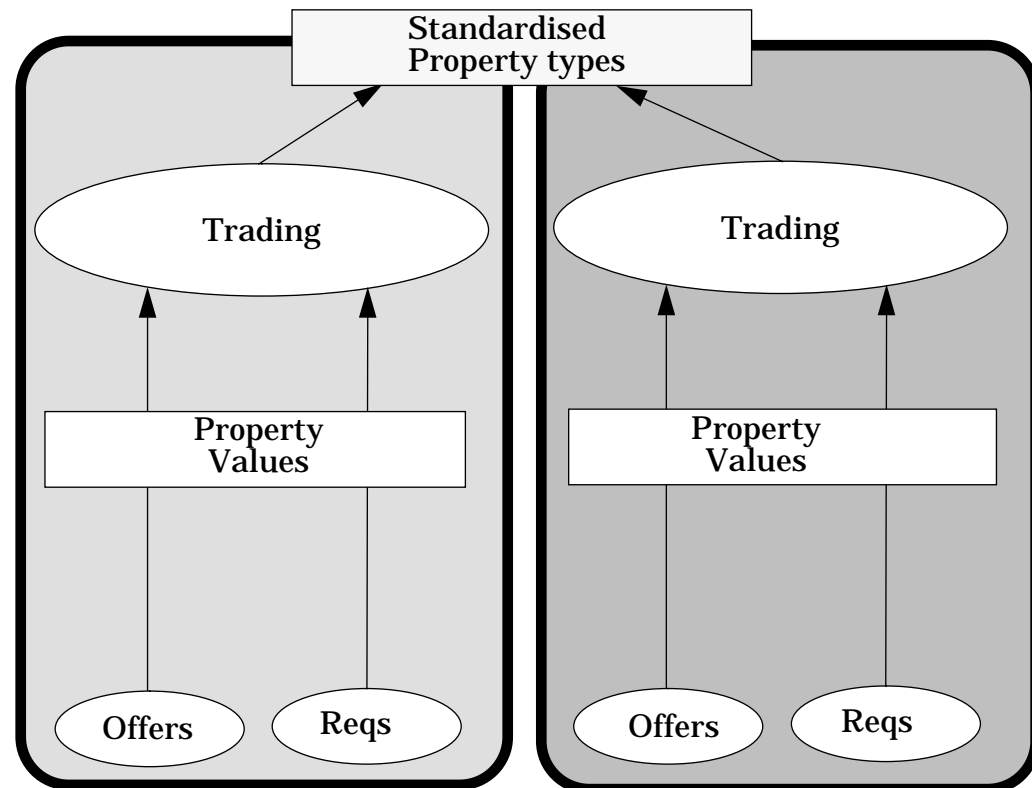 Standardised
Property types
Trading
Trading
Property
Values
Property
Values
Offers
Reqs
Offers
Reqs